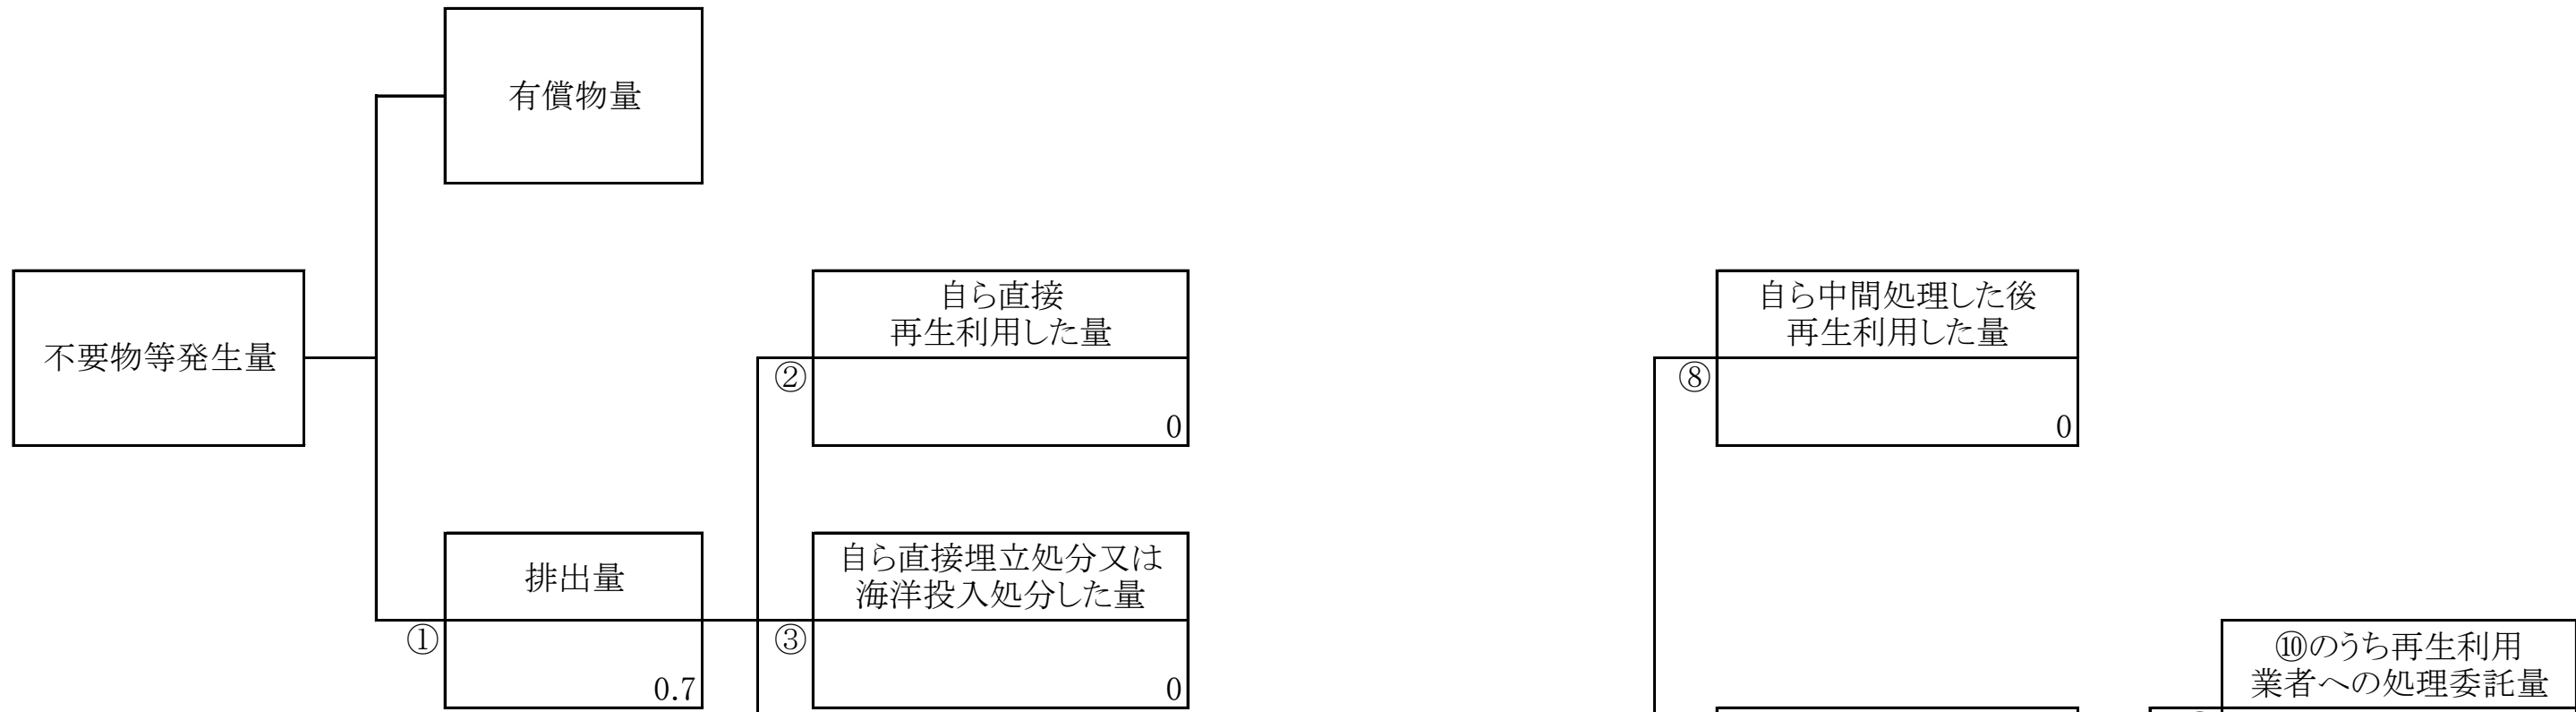 有償物量
不要物等発生量
自ら直接
再生利用した量
②
0
自ら中間処理した後
再生利用した量
⑧
0
排出量
①
0.7
自ら直接埋立処分又は
海洋投入処分した量
③
0
⑩のうち再生利用
業者への処理委託量